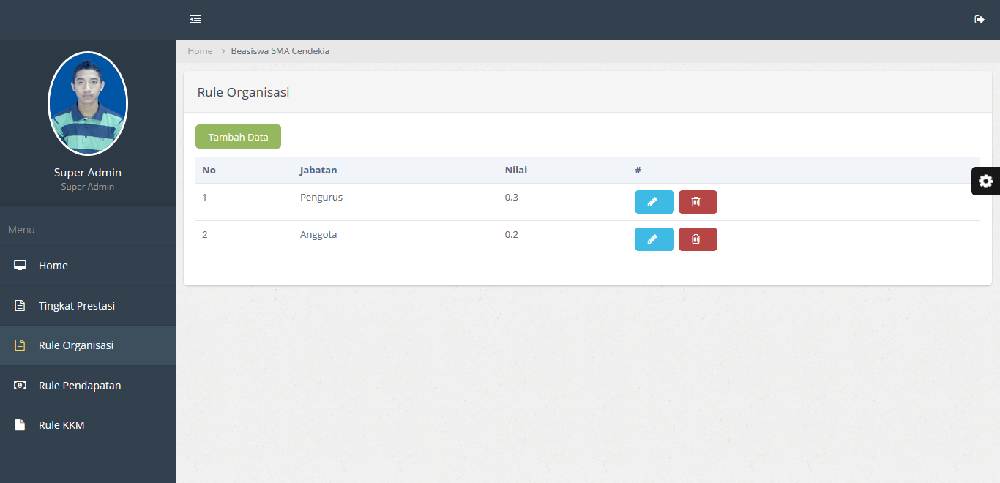 Home > Beasiswa SMA Cendekia
Super Admin
Super Admin
Menu
Home
Tingkat Prestasi
Rule Organisasi
Rule Pendapatan
Rule KKM
Rule Organisasi
Tambah Data
No Jabatan Nilai #
1 Pengurus 0.3
2 Anggota 0.2